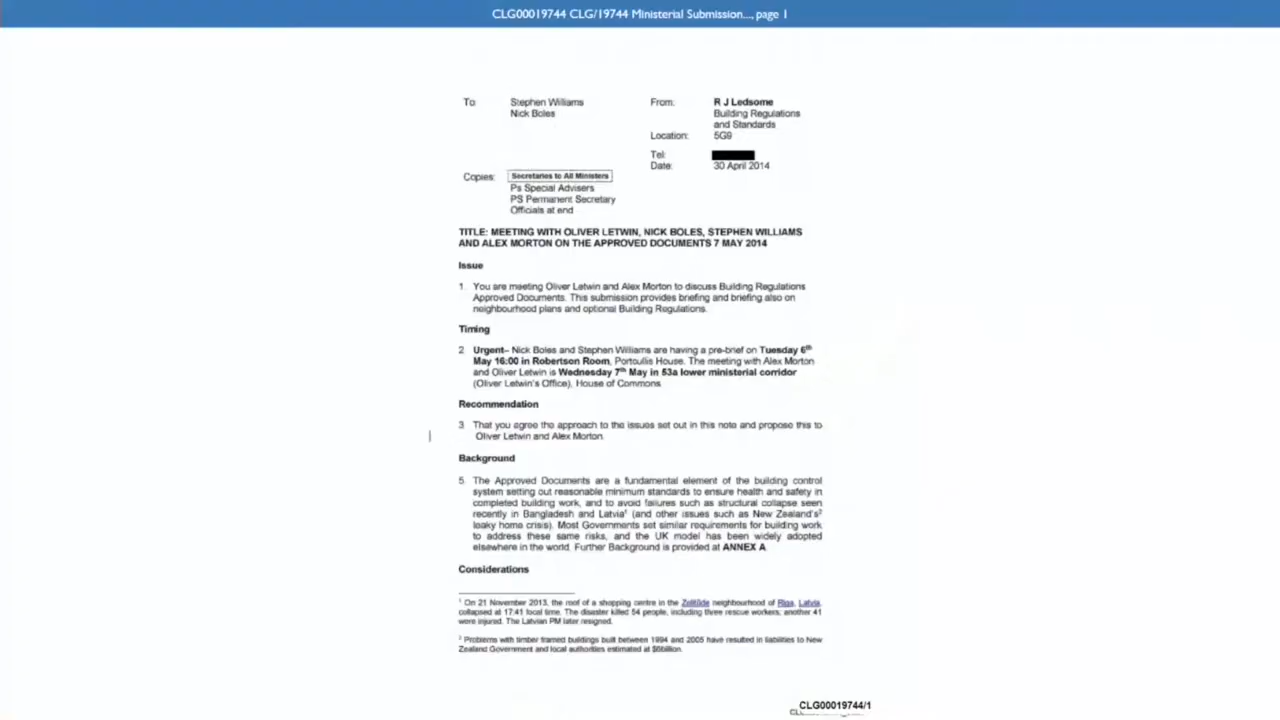 CLG00019744 CLG/19744 Ministerial Submission..., page 1
To Stephen Williams
Nick Boles
From: R J Ledsome
Building Regulations
and Standards
Location: 5G9
Tel:
Date: 30 April 2014
Copies: Secretaries to All Ministers
Ps Special Advisers
PS Permanent Secretary
Officials at end
TITLE: MEETING WITH OLIVER LETWIN, NICK BOLES, STEPHEN WILLIAMS
AND ALEX MORTON ON THE APPROVED DOCUMENTS 7 MAY 2014
Issue
1. You are meeting Oliver Letwin and Alex Morton to discuss Building Regulations
Approved Documents. This submission provides briefing and briefing also on
neighbourhood plans and optional Building Regulations.
Timing
2. Urgent– Nick Boles and Stephen Williams are having a pre-brief on Tuesday 6th
May 16:00 in Robertson Room, Portcullis House. The meeting with Alex Morton
and Oliver Letwin is Wednesday 7th May in 53a lower ministerial corridor
(Oliver Letwin's Office), House of Commons
Recommendation
3. That you agree the approach to the issues set out in this note and propose this to
Oliver Letwin and Alex Morton.
Background
5. The Approved Documents are a fundamental element of the building control
system setting out reasonable minimum standards to ensure health and safety in
completed building work, and to avoid failures such as structural collapse seen
recently in Bangladesh and Latvia1 (and other issues such as New Zealand's2
leaky home crisis). Most Governments set similar requirements for building work
to address these same risks, and the UK model has been widely adopted
elsewhere in the world. Further Background is provided at ANNEX A
Considerations
1 On 21 November 2013, the roof of a shopping centre in the Zolitūde neighbourhood of Riga, Latvia,
collapsed at 17:41 local time. The disaster killed 54 people, including three rescue workers; another 41
were injured. The Latvian PM later resigned.
2 Problems with timber framed buildings built between 1994 and 2005 have resulted in liabilities to New
Zealand Government and local authorities estimated at $6billion.
CLG00019744/1